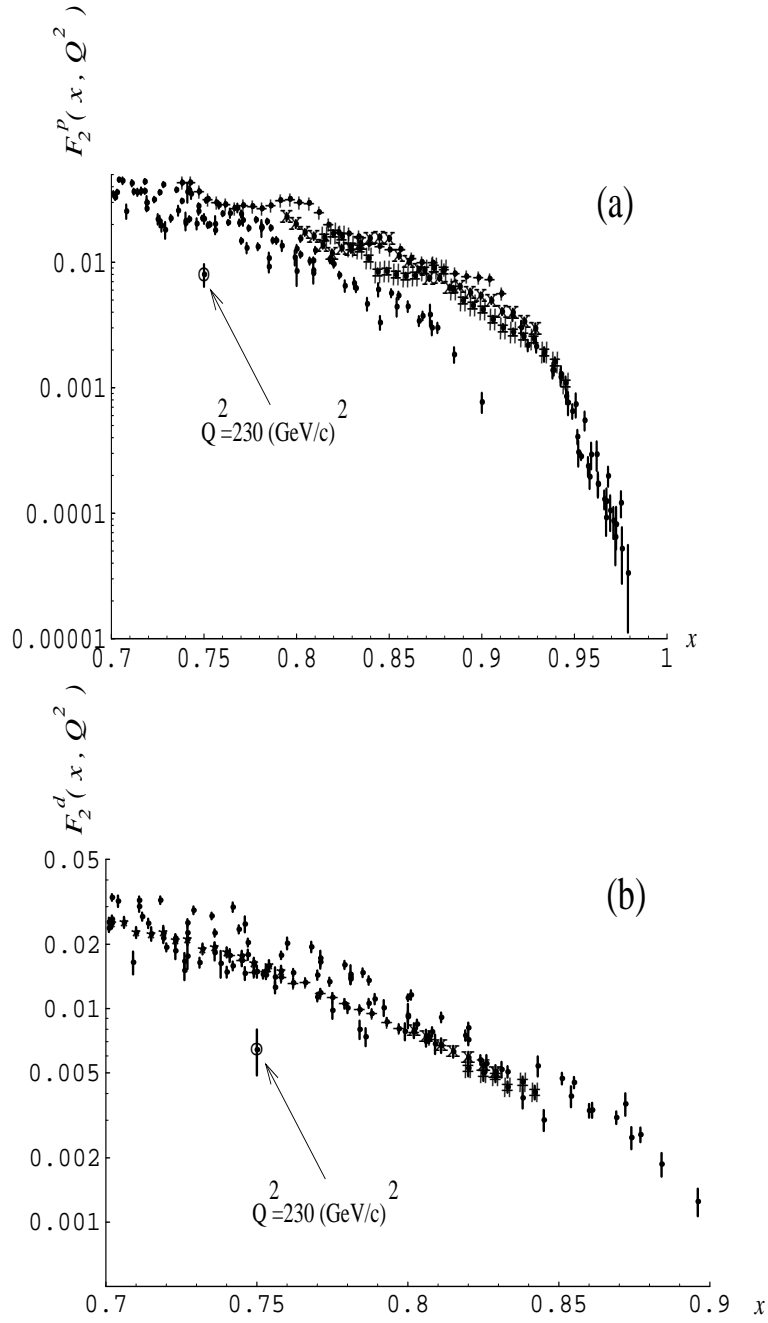 F₂ᵖ(x, Q²)
(a)
0.01
0.001
0.0001
0.00001
Q²=230 (GeV/c)²
0.7 0.75 0.8 0.85 0.9 0.95 1 x
F₂ᵈ(x, Q²)
(b)
0.05
0.02
0.01
0.005
0.002
0.001
Q²=230 (GeV/c)²
0.7 0.75 0.8 0.85 0.9 x